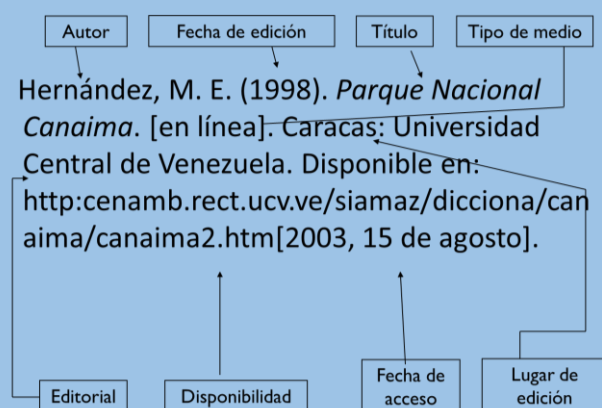 Autor
Fecha de edición
Título
Tipo de medio
Hernández, M. E. (1998). Parque Nacional
Canaima. [en línea]. Caracas: Universidad
Central de Venezuela. Disponible en:
http:cenamb.rect.ucv.ve/siamaz/dicciona/can
aima/canaima2.htm[2003, 15 de agosto].
Editorial
Disponibilidad
Fecha de
acceso
Lugar de
edición